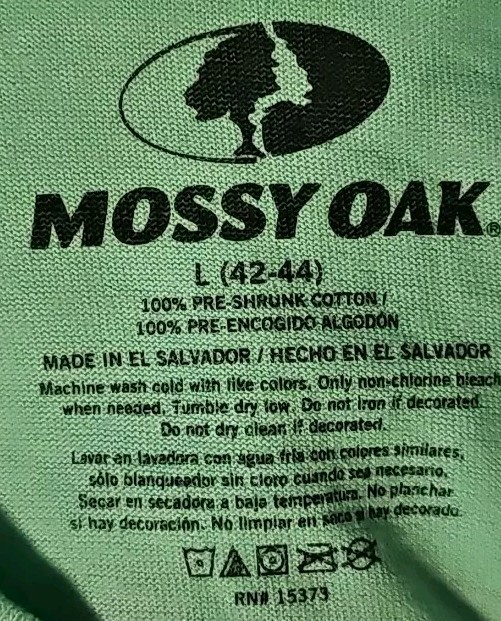 MOSSY OAK®
L (42-44)
100% PRE-SHRUNK COTTON /
100% PRE-ENCOGIDO ALGODÓN
MADE IN EL SALVADOR / HECHO EN EL SALVADOR
Machine wash cold with like colors. Only non-chlorine bleach
when needed. Tumble dry low. Do not iron if decorated.
Do not dry clean if decorated.
Lavar en lavadora con agua fría con colores similares,
sólo blanqueador sin cloro cuando sea necesario.
Secar en secadora a baja temperatura. No planchar
si hay decoración. No limpiar en seco si hay decorado.
RN# 15373